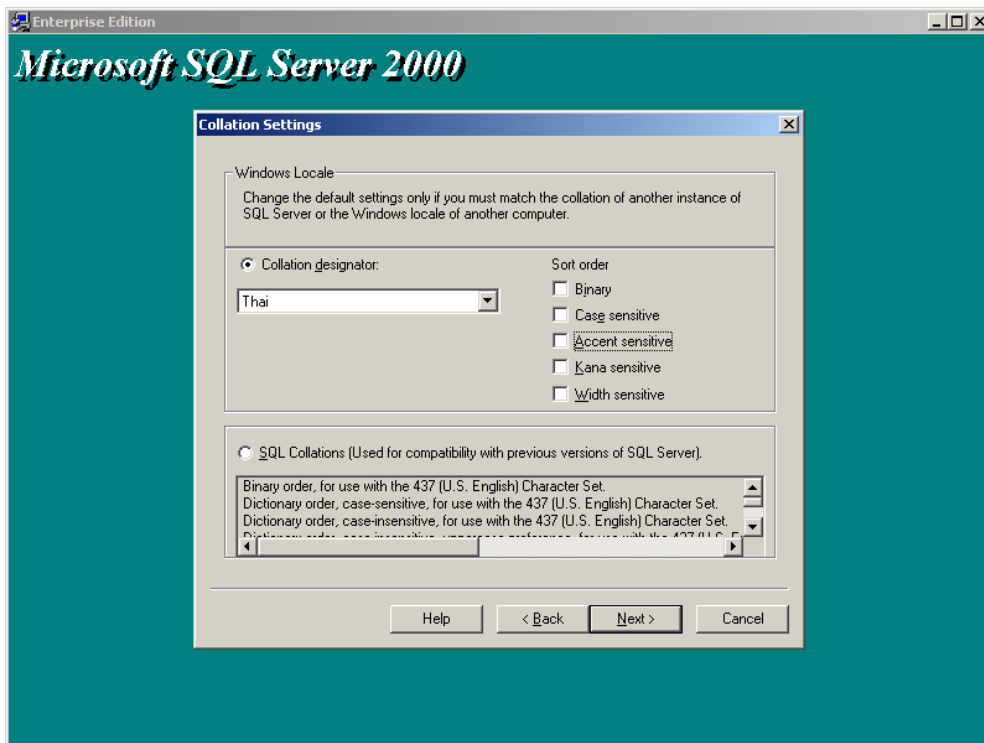 Enterprise Edition
Microsoft SQL Server 2000
Collation Settings
Windows Locale
Change the default settings only if you must match the collation of another instance of
SQL Server or the Windows locale of another computer.
Collation designator:
Thai
Sort order
Binary
Case sensitive
Accent sensitive
Kana sensitive
Width sensitive
SQL Collations (Used for compatibility with previous versions of SQL Server).
Binary order, for use with the 437 (U.S. English) Character Set.
Dictionary order, case-sensitive, for use with the 437 (U.S. English) Character Set.
Dictionary order, case-insensitive, for use with the 437 (U.S. English) Character Set.
Help
< Back
Next >
Cancel